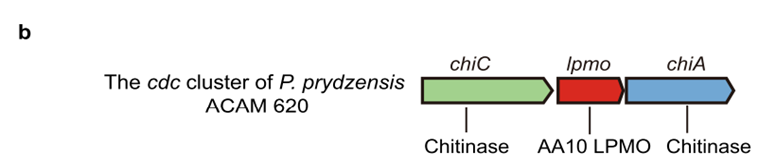 b
chiC lpmo chiA
The cdc cluster of P. prydzensis
ACAM 620
Chitinase AA10 LPMO Chitinase